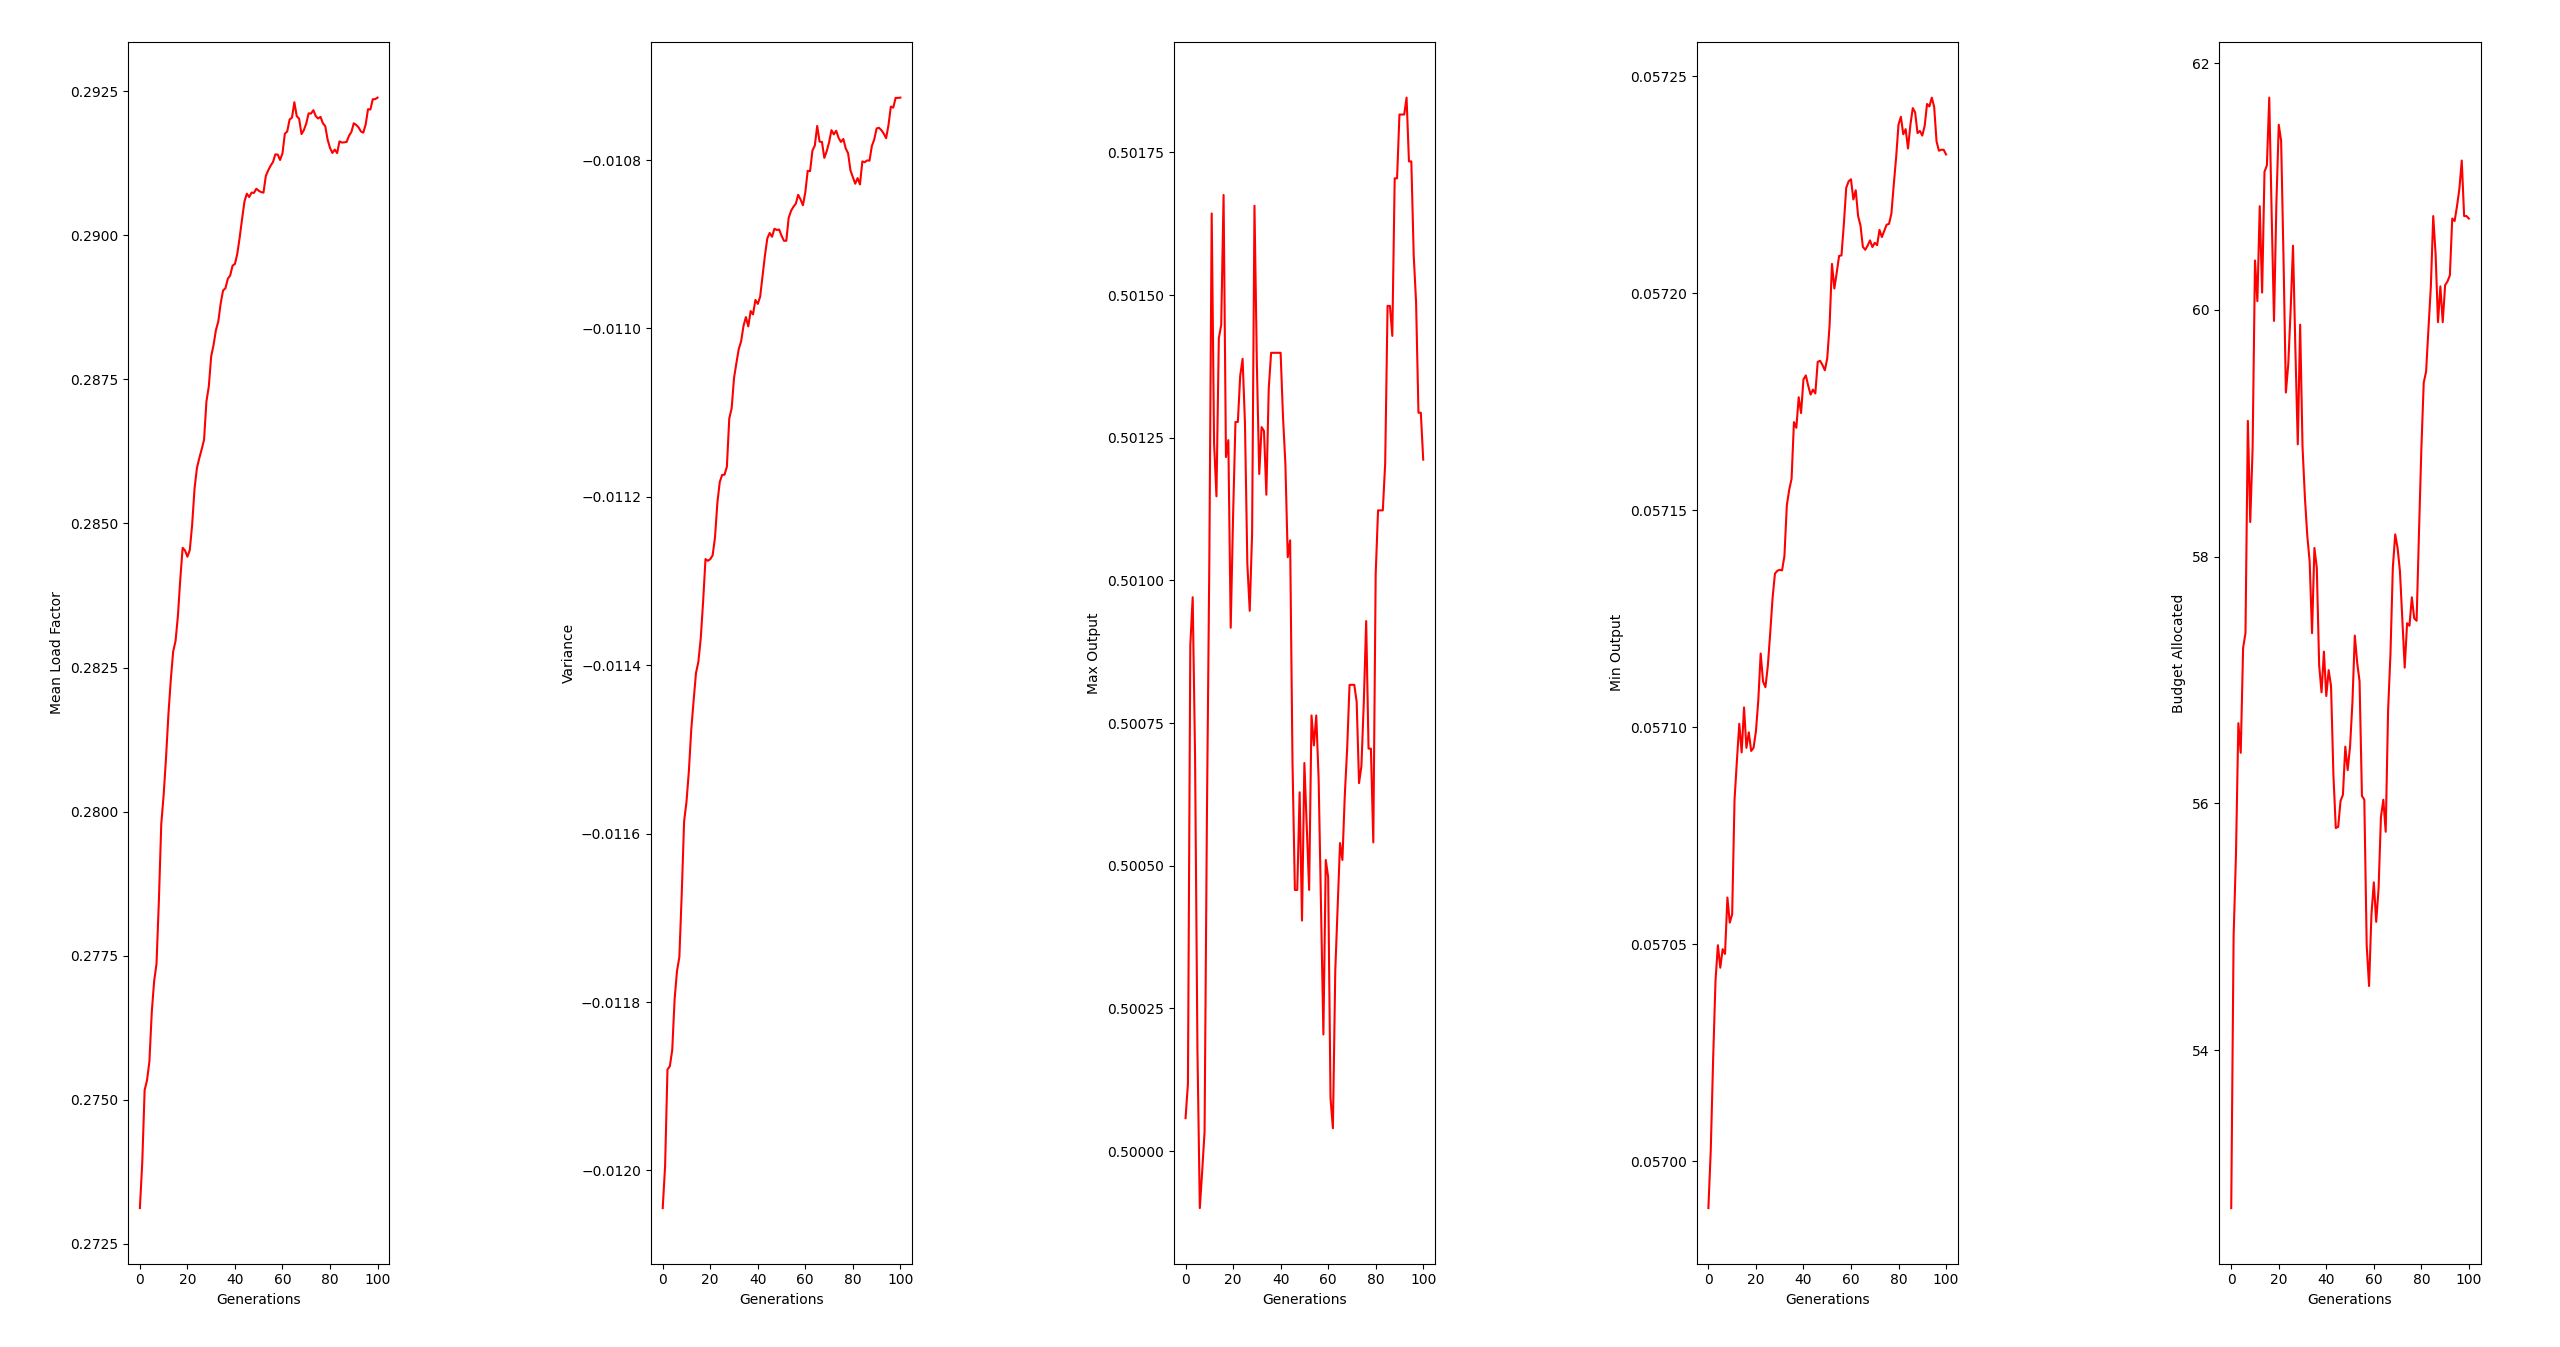 0.2925
0.2900
0.2875
0.2850
0.2825
0.2800
0.2775
0.2750
0.2725
Mean Load Factor
0 20 40 60 80 100
Generations
−0.0108
−0.0110
−0.0112
−0.0114
−0.0116
−0.0118
−0.0120
Variance
0 20 40 60 80 100
Generations
0.50175
0.50150
0.50125
0.50100
0.50075
0.50050
0.50025
0.50000
Max Output
0 20 40 60 80 100
Generations
0.05725
0.05720
0.05715
0.05710
0.05705
0.05700
Min Output
0 20 40 60 80 100
Generations
62
60
58
56
54
Budget Allocated
0 20 40 60 80 100
Generations